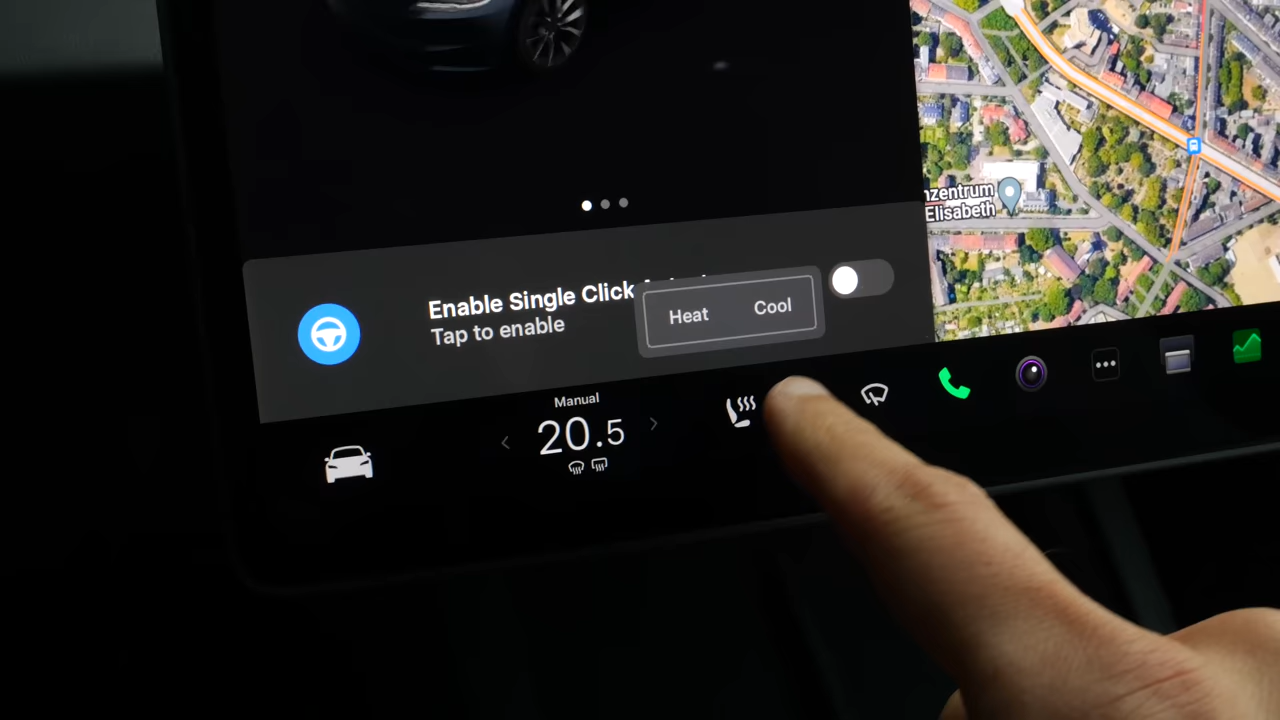 nzentrum
Elisabeth
Enable Single Click
Tap to enable
Heat
Cool
Manual
20.5